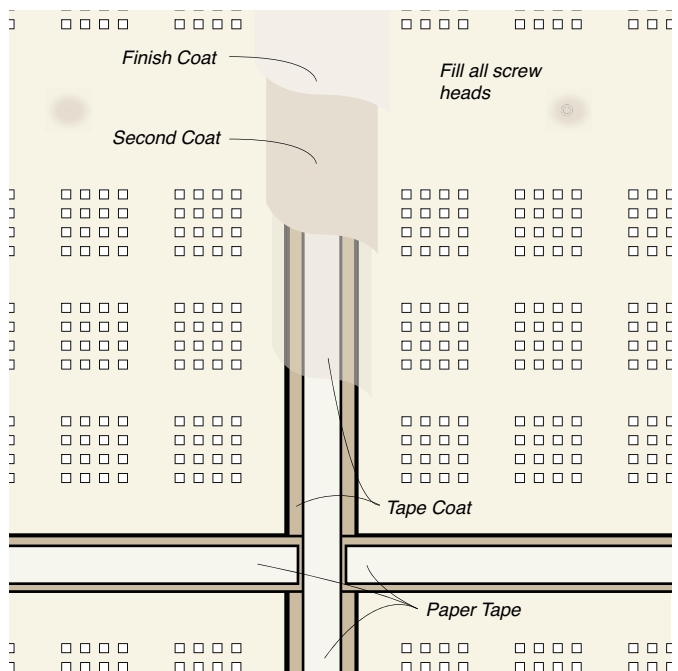 Finish Coat
Fill all screw
heads
Second Coat
Tape Coat
Paper Tape